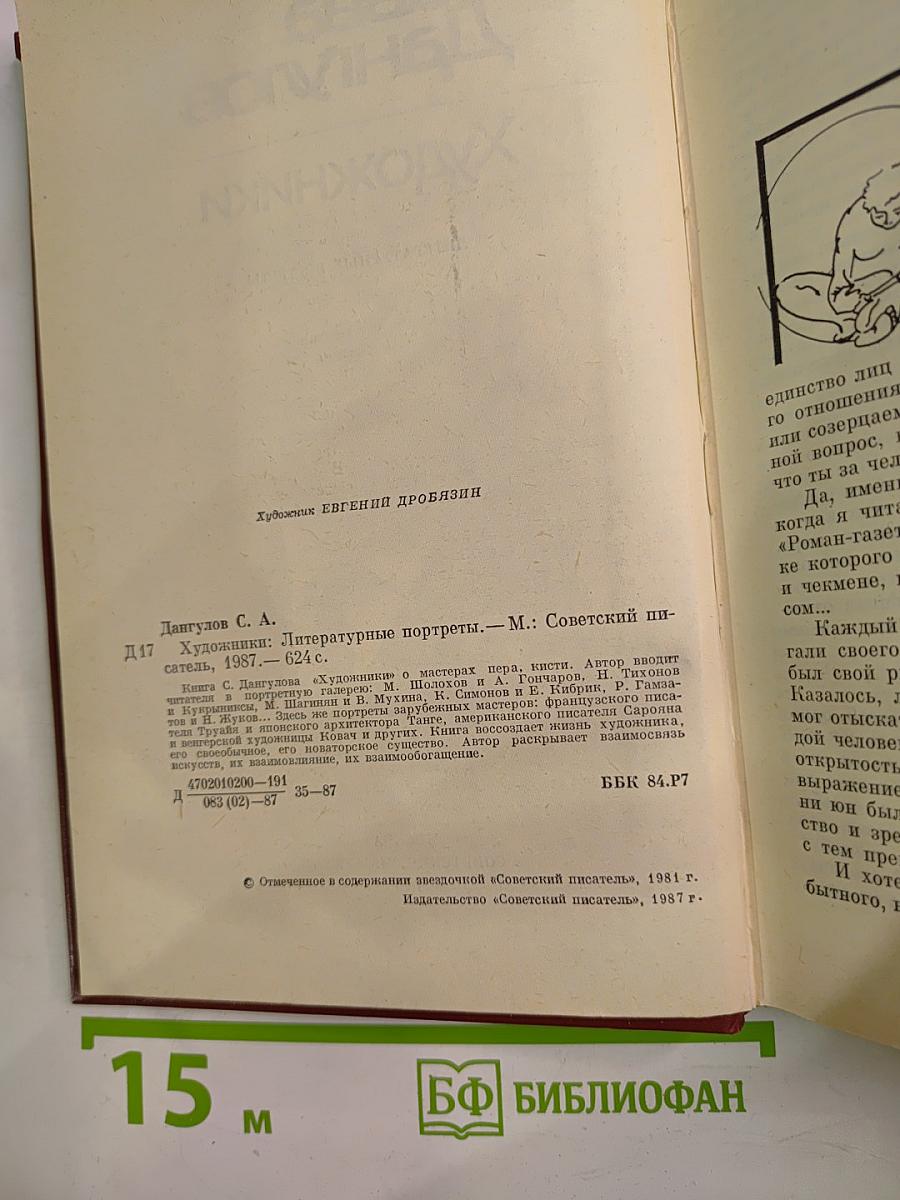 Художник ЕВГЕНИЙ ДРОБЯЗИН
Дангулов С. А.
Д17 Художники: Литературные портреты.— М.: Советский пи-
сатель, 1987.— 624 с.
Книга С. Дангулова «Художники» о мастерах пера, кисти. Автор вводит
читателя в портретную галерею: М. Шолохов и А. Гончаров, Н. Тихонов
и Кукрыниксы, М. Шагинян и В. Мухина, К. Симонов и Е. Кибрик, Р. Гамза-
тов и Н. Жуков... Здесь же портреты зарубежных мастеров: французского писа-
теля Труайя и японского архитектора Танге, американского писателя Сарояна
и венгерской художницы Ковач и других. Книга воссоздает жизнь художника,
его своеобычное, его новаторское существо. Автор раскрывает взаимосвязь
искусств, их взаимовлияние, их взаимообогащение.
Д 4702010200—191
083 (02)—87 35—87
ББК 84.Р7
© Отмеченное в содержании звездочкой «Советский писатель», 1981 г.
Издательство «Советский писатель», 1987 г.
единство лиц
го отношения
или созерцаем
ной вопрос,
что ты за чел
Да, имен
когда я чита
«Роман-газет
ке которого
и чекмене,
сом...
Каждый
гали своего
был свой р
Казалось, л
мог отыска
дой челове
открытость
выражение
ни юн был
ство и зре
с тем пре
И хоте
бытного, н
15 м
БФ БИБЛИОФАН